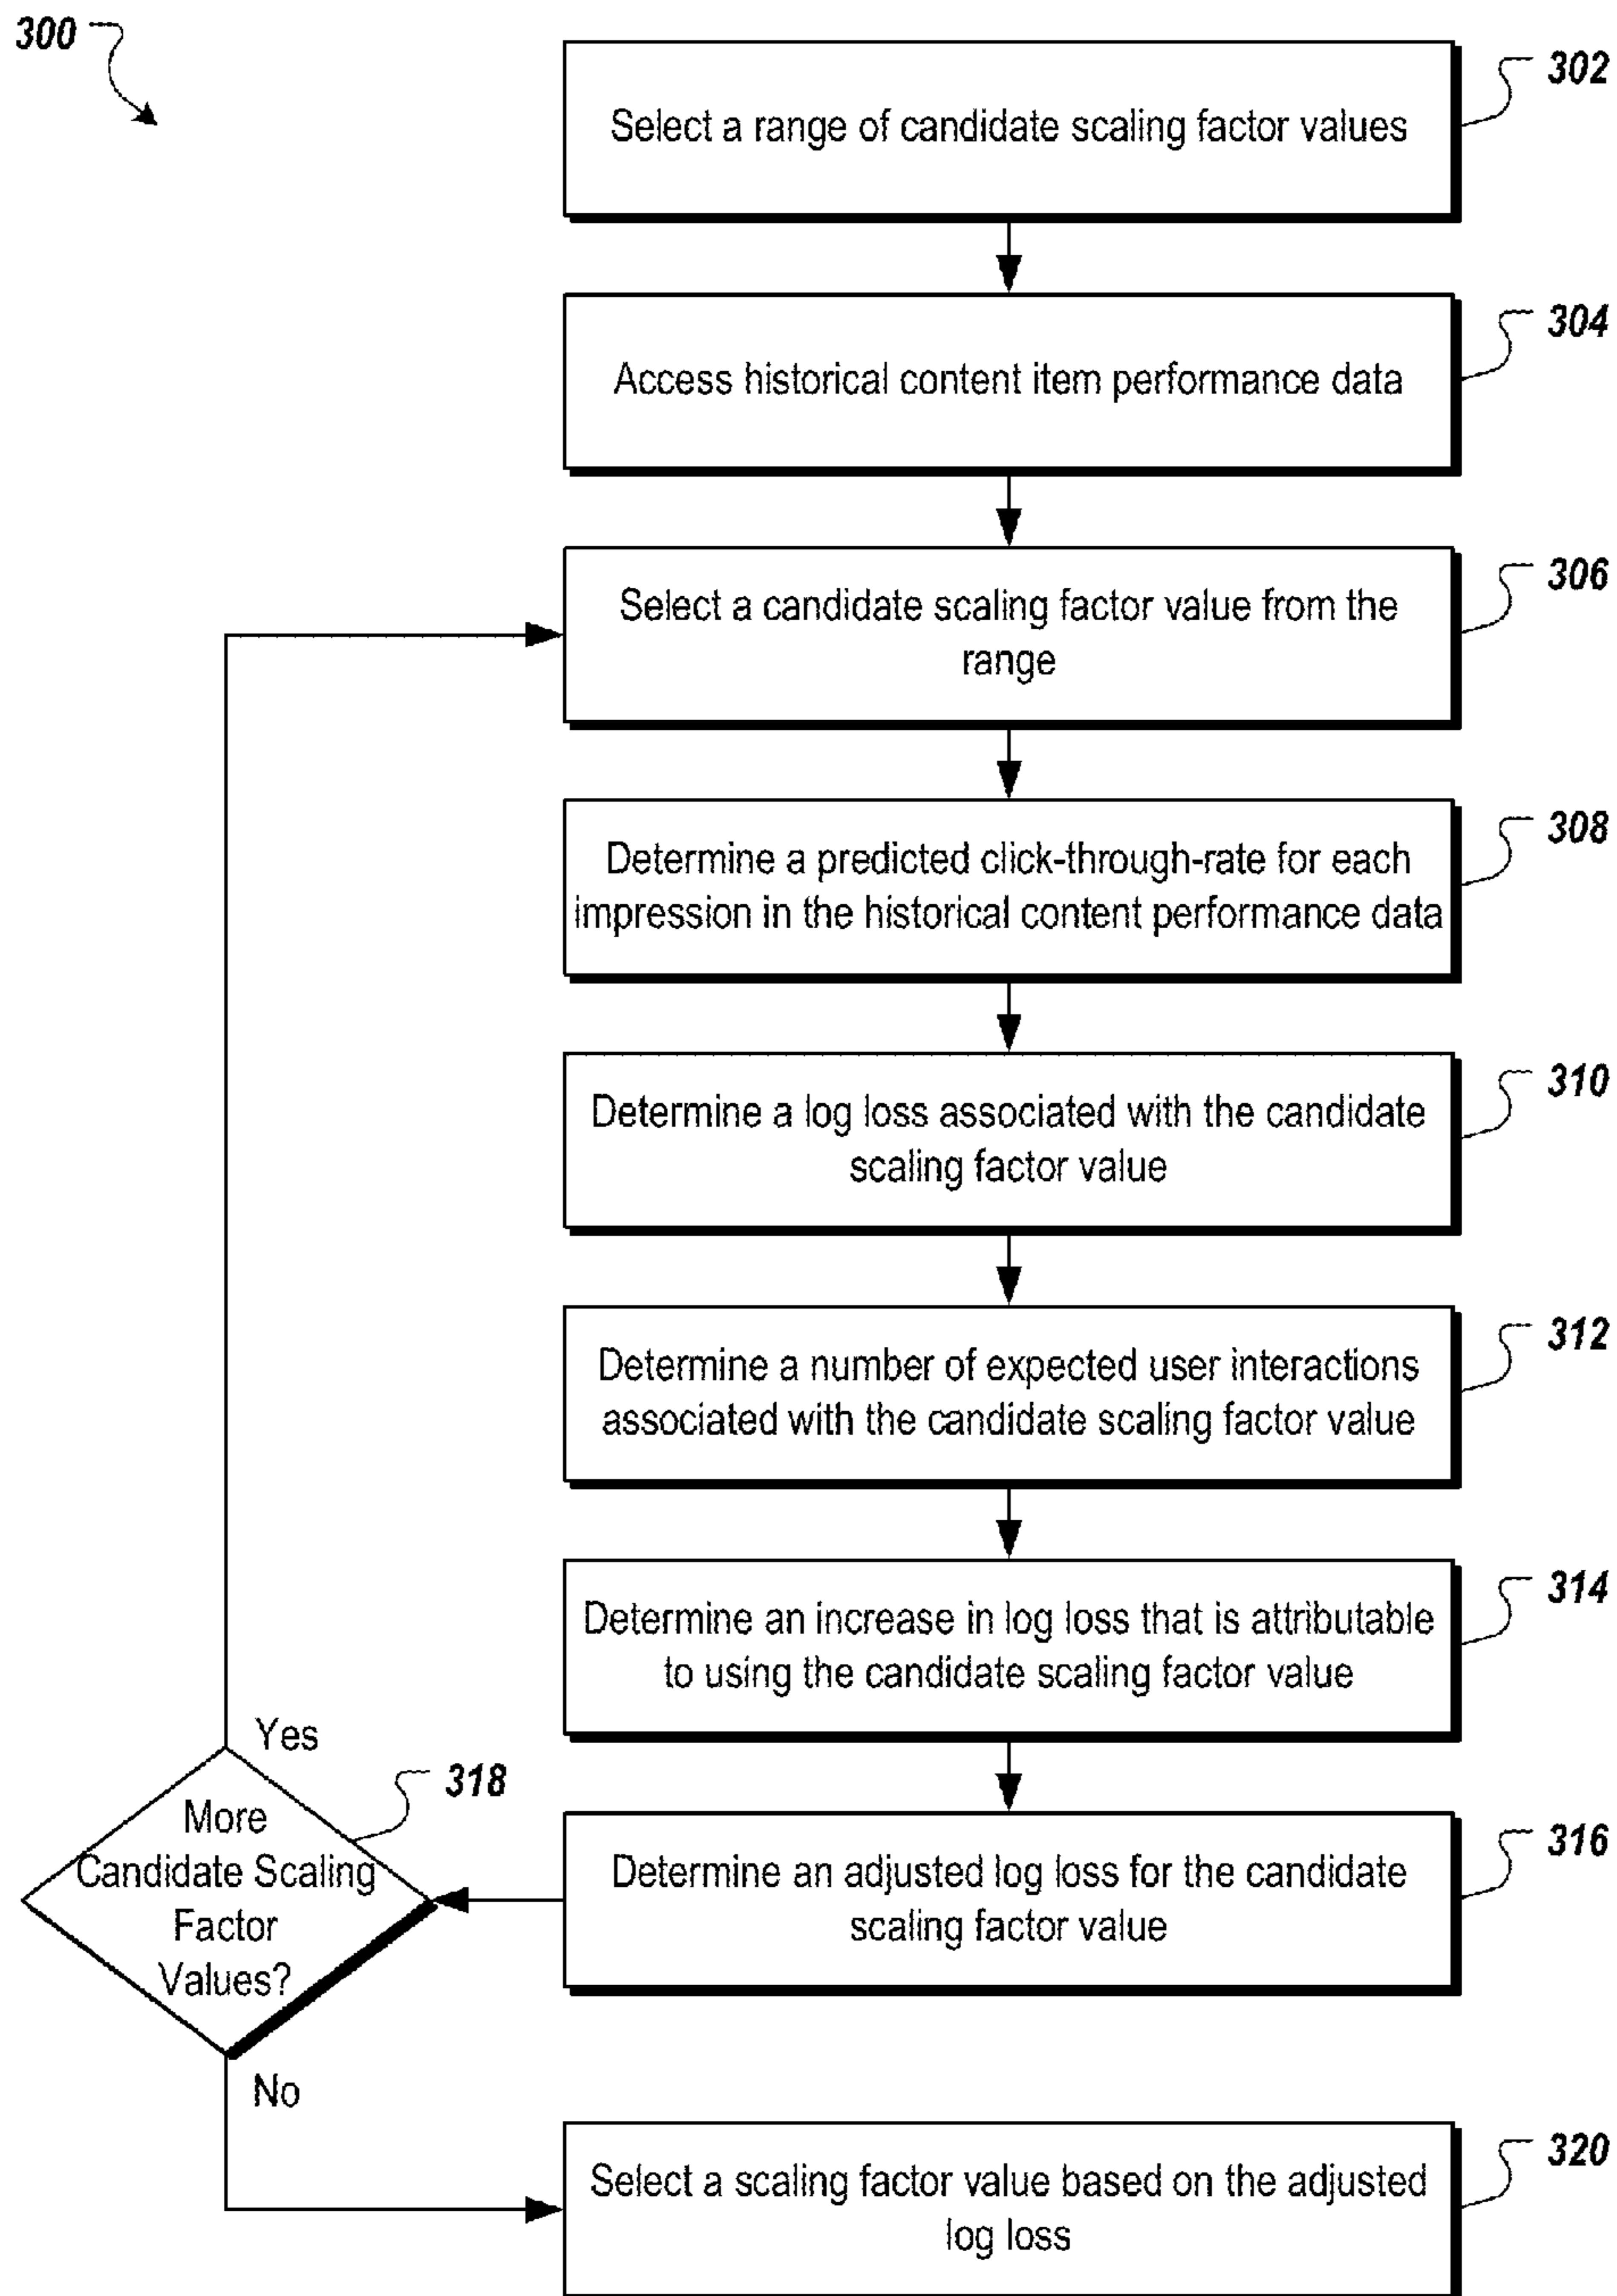 300
302
Select a range of candidate scaling factor values
304
Access historical content item performance data
306
Select a candidate scaling factor value from the
range
308
Determine a predicted click-through-rate for each
impression in the historical content performance data
310
Determine a log loss associated with the candidate
scaling factor value
312
Determine a number of expected user interactions
associated with the candidate scaling factor value
314
Determine an increase in log loss that is attributable
to using the candidate scaling factor value
Yes
318
More
Candidate Scaling
Factor
Values?
316
Determine an adjusted log loss for the candidate
scaling factor value
No
320
Select a scaling factor value based on the adjusted
log loss